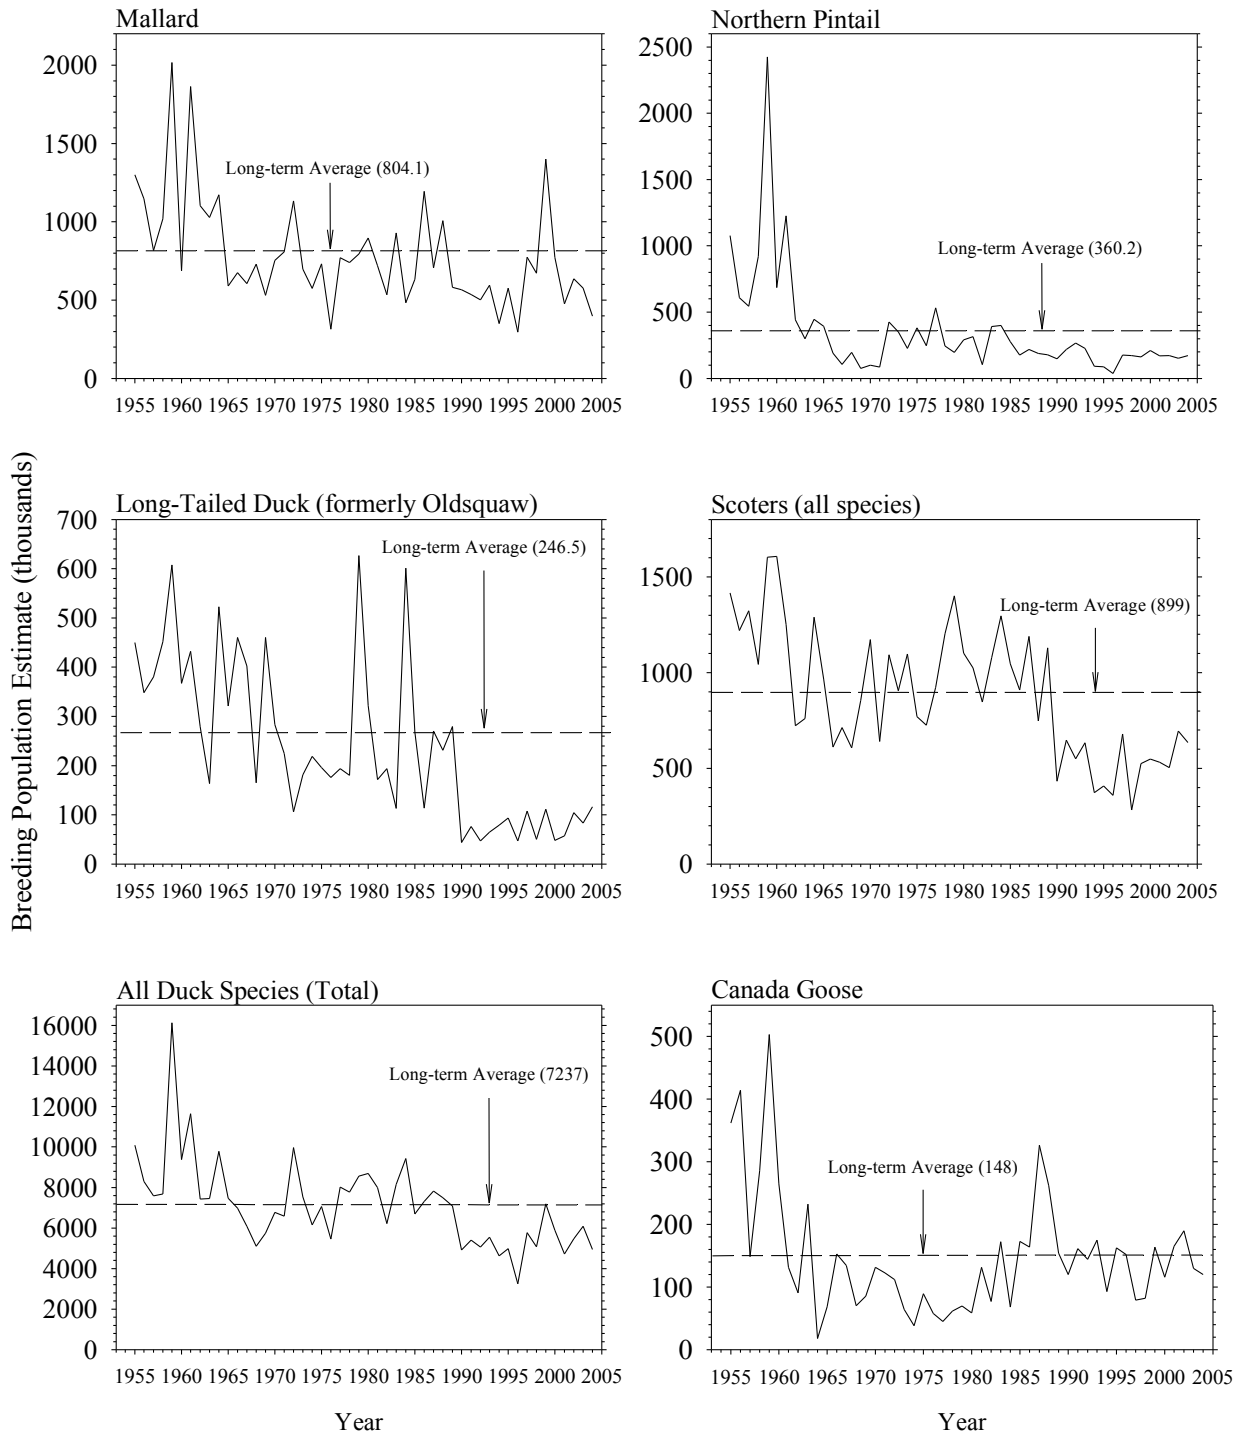 Mallard
2000
1500
1000
500
0
Long-term Average (804.1)
1955 1960 1965 1970 1975 1980 1985 1990 1995 2000 2005
Northern Pintail
2500
2000
1500
1000
500
0
Long-term Average (360.2)
1955 1960 1965 1970 1975 1980 1985 1990 1995 2000 2005
Breeding Population Estimate (thousands)
Long-Tailed Duck (formerly Oldsquaw)
700
600
500
400
300
200
100
0
Long-term Average (246.5)
1955 1960 1965 1970 1975 1980 1985 1990 1995 2000 2005
Scoters (all species)
1500
1000
500
0
Long-term Average (899)
1955 1960 1965 1970 1975 1980 1985 1990 1995 2000 2005
All Duck Species (Total)
16000
14000
12000
10000
8000
6000
4000
2000
0
Long-term Average (7237)
1955 1960 1965 1970 1975 1980 1985 1990 1995 2000 2005
Year
Canada Goose
500
400
300
200
100
0
Long-term Average (148)
1955 1960 1965 1970 1975 1980 1985 1990 1995 2000 2005
Year